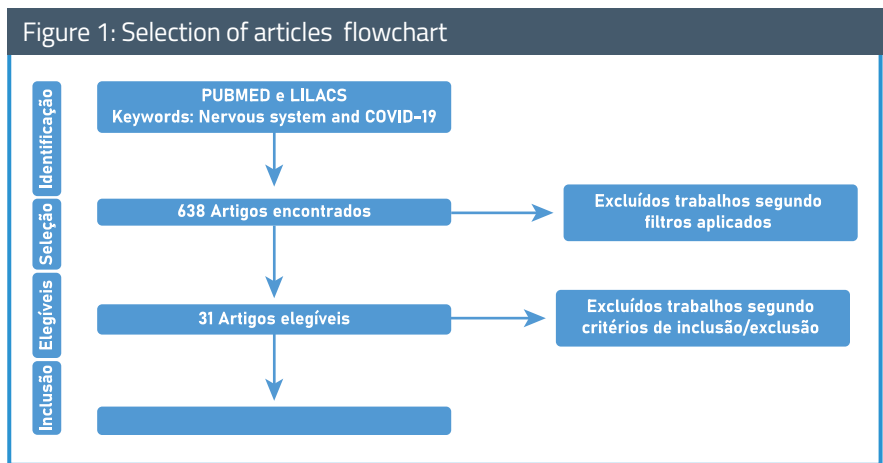 Figure 1: Selection of articles flowchart
Identificação
PUBMED e LILACS
Keywords: Nervous system and COVID-19
Seleção
638 Artigos encontrados
Excluídos trabalhos segundo
filtros aplicados
Elegíveis
31 Artigos elegíveis
Excluídos trabalhos segundo
critérios de inclusão/exclusão
Inclusão